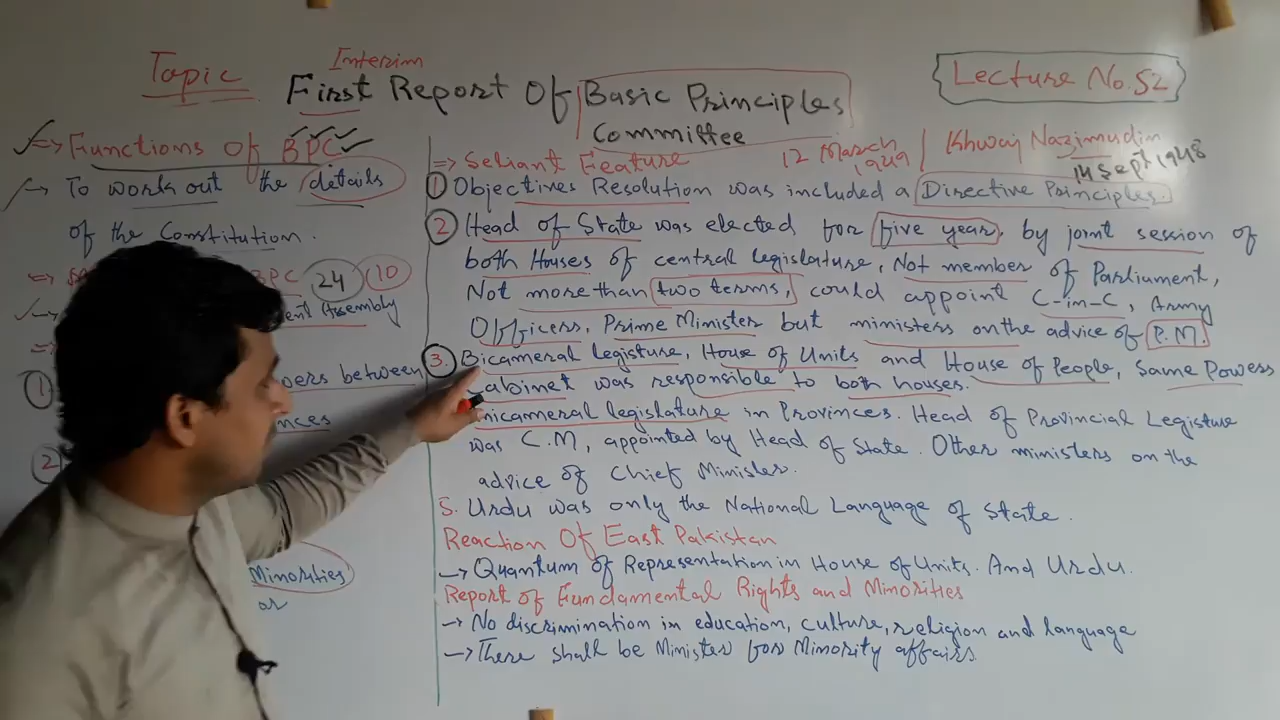 Topic
Interim
First Report Of Basic Principles
Committee
Lecture No.52
=> Functions Of BPC
-> To work out the details
of the Constitution.
=> BPC 24 (10)
Assembly
=>
1
between
2
Minorities
or
=> Seliant Feature
12 March 1949
Khwaj Nazimudin
14 Sept 1948
① Objectives Resolution was included a Directive Principles.
② Head of State was elected for five year, by joint session of
both Houses of central legislature, Not member of Parliament,
Not more than two terms, could appoint C-in-C, Army
Officers, Prime Minister but ministers on the advice of P.M.
③. Bicameral legisture, House of Units and House of People, Same Powers
was responsible to both houses.
legislature in Provinces. Head of Provincial Legisture
was C.M, appointed by Head of State. Other ministers on the
advice of Chief Minister.
5. Urdu was only the National Language of State.
Reaction Of East Pakistan
-> Quantum of Representation in House of Units. And Urdu.
Report of Fundamental Rights and Minorities
-> No discrimination in education, culture, religion and language
-> There shall be Minister for Minority affairs.